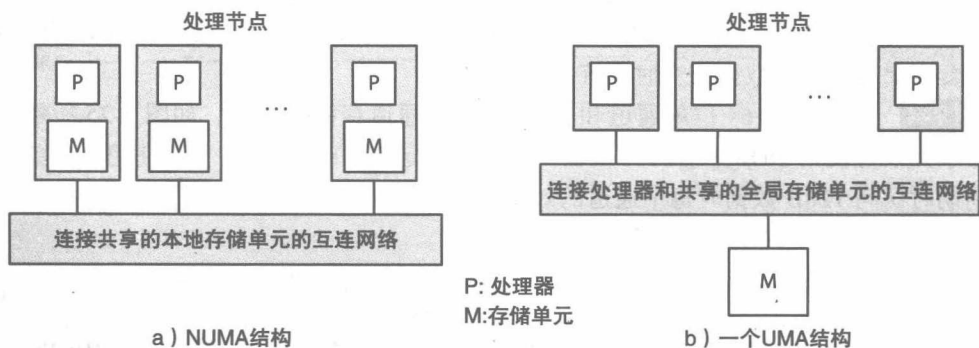 处理节点
P
P
…
P
M
M
M
连接共享的本地存储单元的互连网络
a）NUMA结构
处理节点
P
P
…
P
连接处理器和共享的全局存储单元的互连网络
M
P: 处理器
M:存储单元
b）一个UMA结构